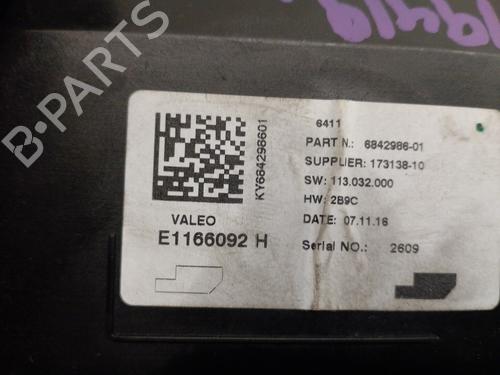 6411
PART N.: 6842986-01
SUPPLIER: 173138-10
SW: 113.032.000
HW: 2B9C
DATE: 07.11.16
Serial NO.: 2609
KY684298601
VALEO
E1166092 H
B-PARTS